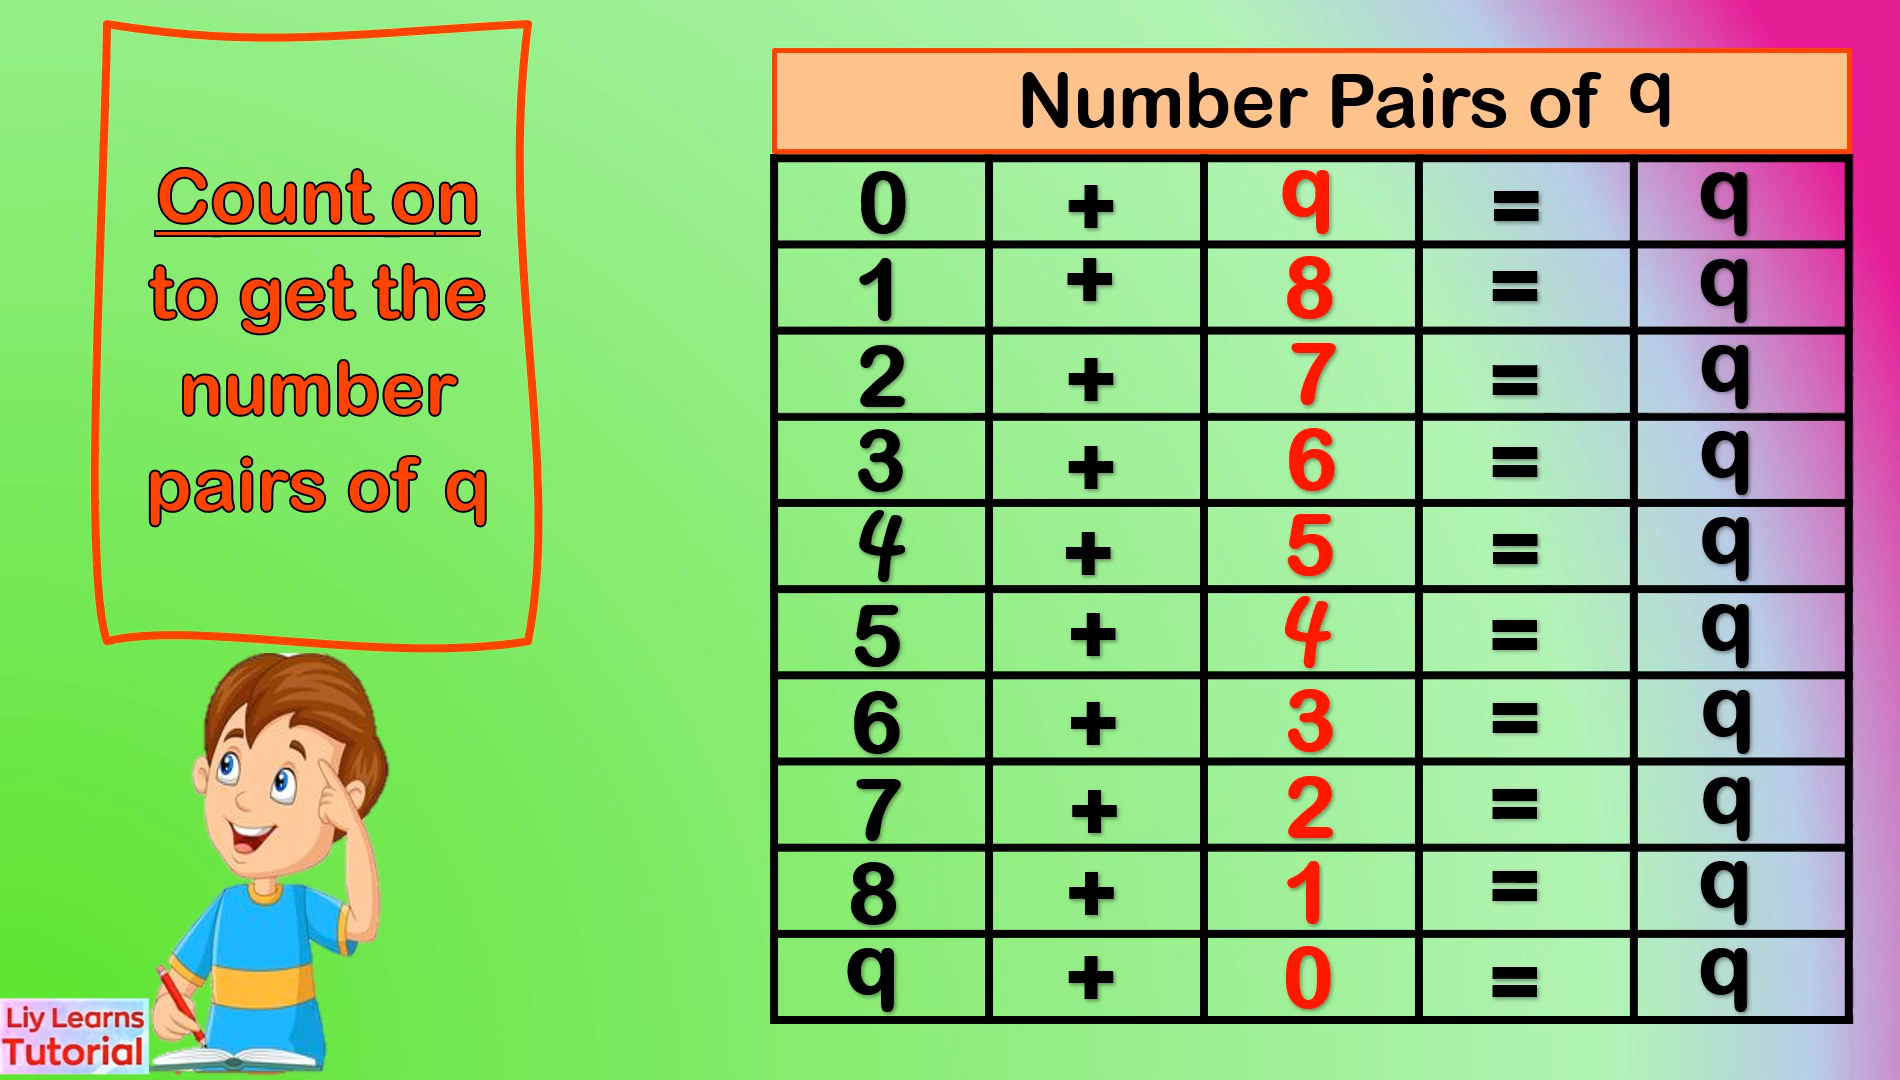 Count on
to get the
number
pairs of q
Number Pairs of q
0 + q = q
1 + 8 = q
2 + 7 = q
3 + 6 = q
4 + 5 = q
5 + 4 = q
6 + 3 = q
7 + 2 = q
8 + 1 = q
q + 0 = q
Liy Learns
Tutorial